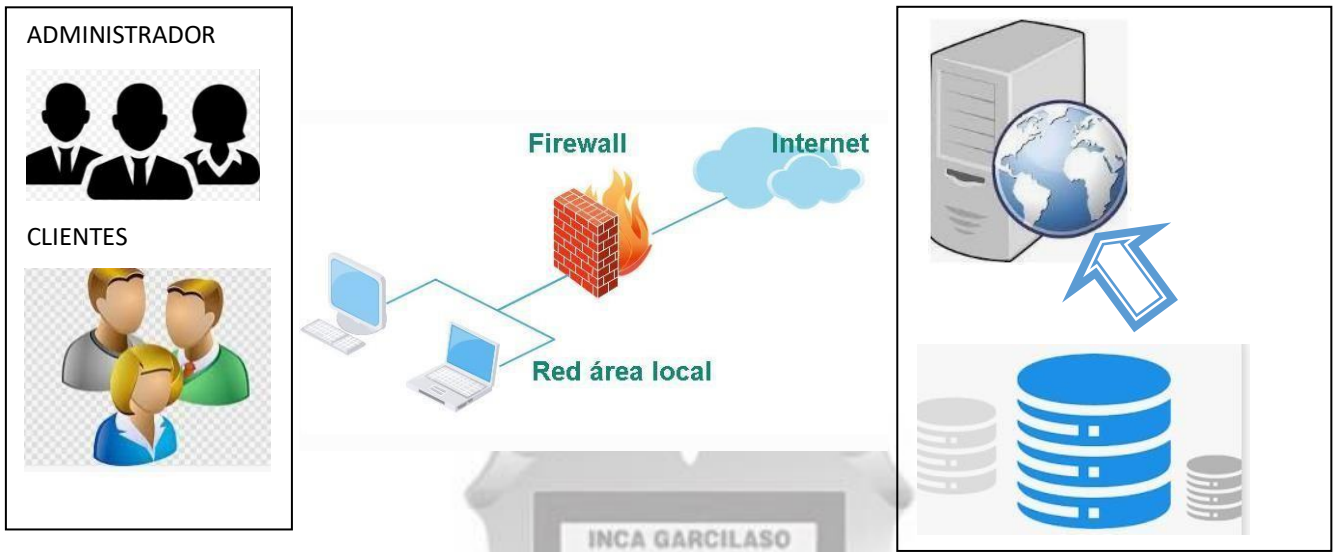 ADMINISTRADOR
CLIENTES
Firewall
Internet
Red área local
INCA GARCILASO